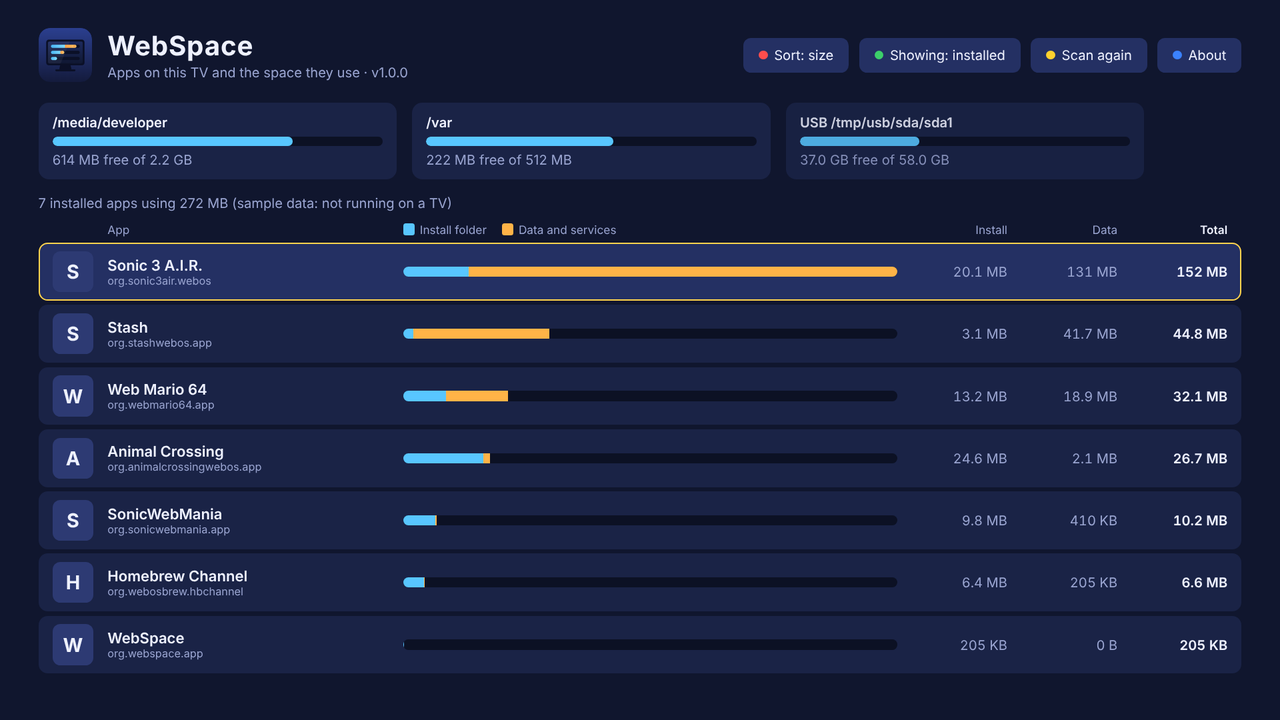 WebSpace
Apps on this TV and the space they use · v1.0.0
Sort: size
Showing: installed
Scan again
About
/media/developer
614 MB free of 2.2 GB
/var
222 MB free of 512 MB
USB /tmp/usb/sda/sda1
37.0 GB free of 58.0 GB
7 installed apps using 272 MB (sample data: not running on a TV)
App Install folder Data and services Install Data Total
S
Sonic 3 A.I.R.
org.sonic3air.webos
20.1 MB 131 MB 152 MB
S
Stash
org.stashwebos.app
3.1 MB 41.7 MB 44.8 MB
W
Web Mario 64
org.webmario64.app
13.2 MB 18.9 MB 32.1 MB
A
Animal Crossing
org.animalcrossingwebos.app
24.6 MB 2.1 MB 26.7 MB
S
SonicWebMania
org.sonicwebmania.app
9.8 MB 410 KB 10.2 MB
H
Homebrew Channel
org.webosbrew.hbchannel
6.4 MB 205 KB 6.6 MB
W
WebSpace
org.webspace.app
205 KB 0 B 205 KB